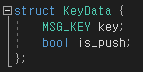 struct KeyData {
    MSG_KEY key;
    bool is_push;
};